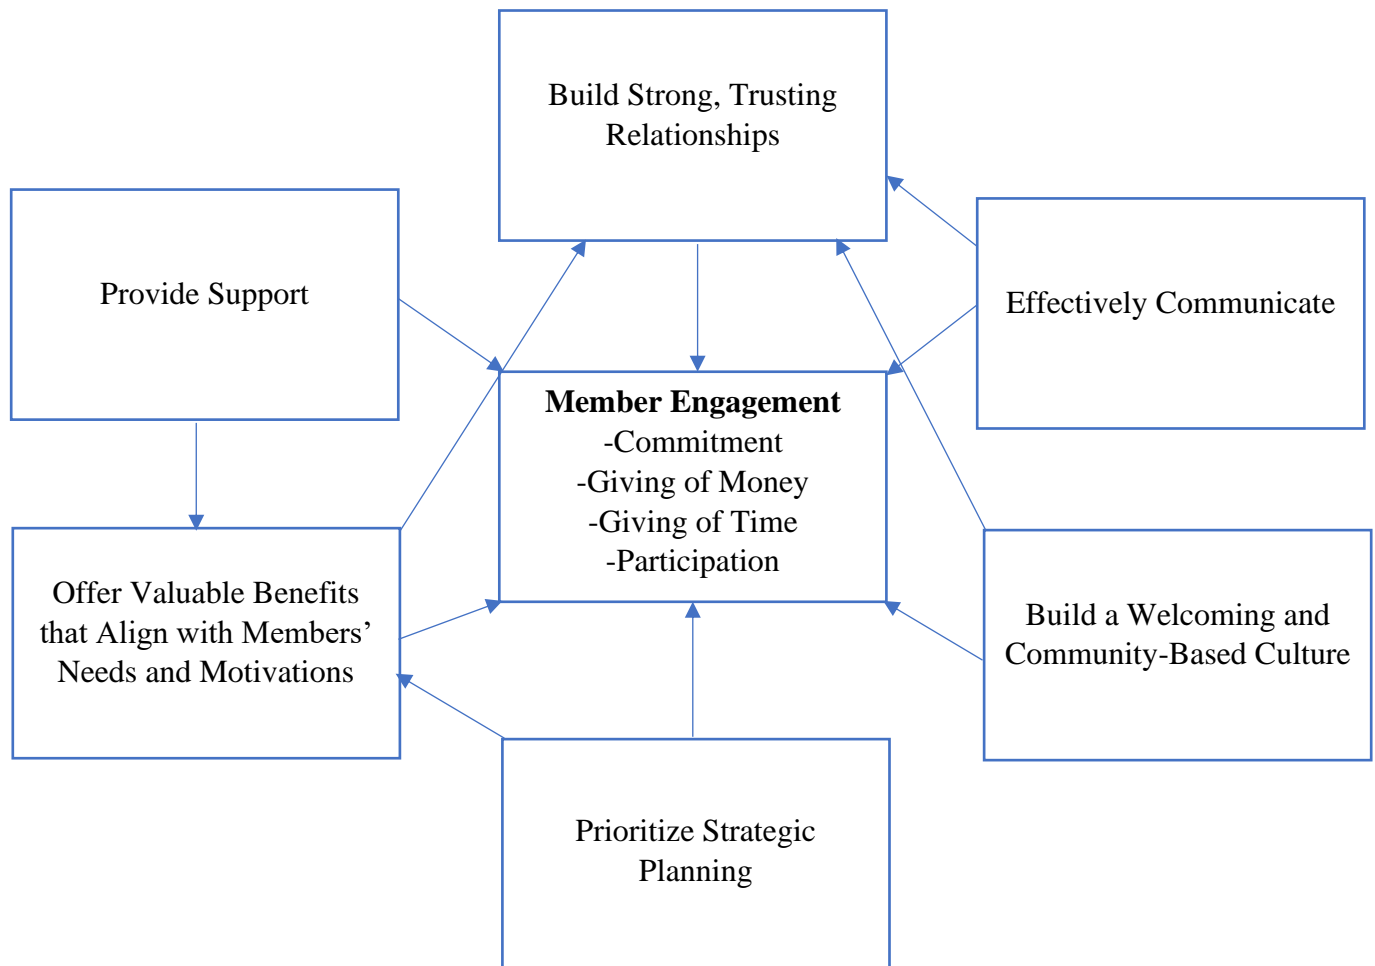 Build Strong, Trusting
Relationships
Provide Support
Effectively Communicate
Member Engagement
-Commitment
-Giving of Money
-Giving of Time
-Participation
Offer Valuable Benefits
that Align with Members’
Needs and Motivations
Build a Welcoming and
Community-Based Culture
Prioritize Strategic
Planning